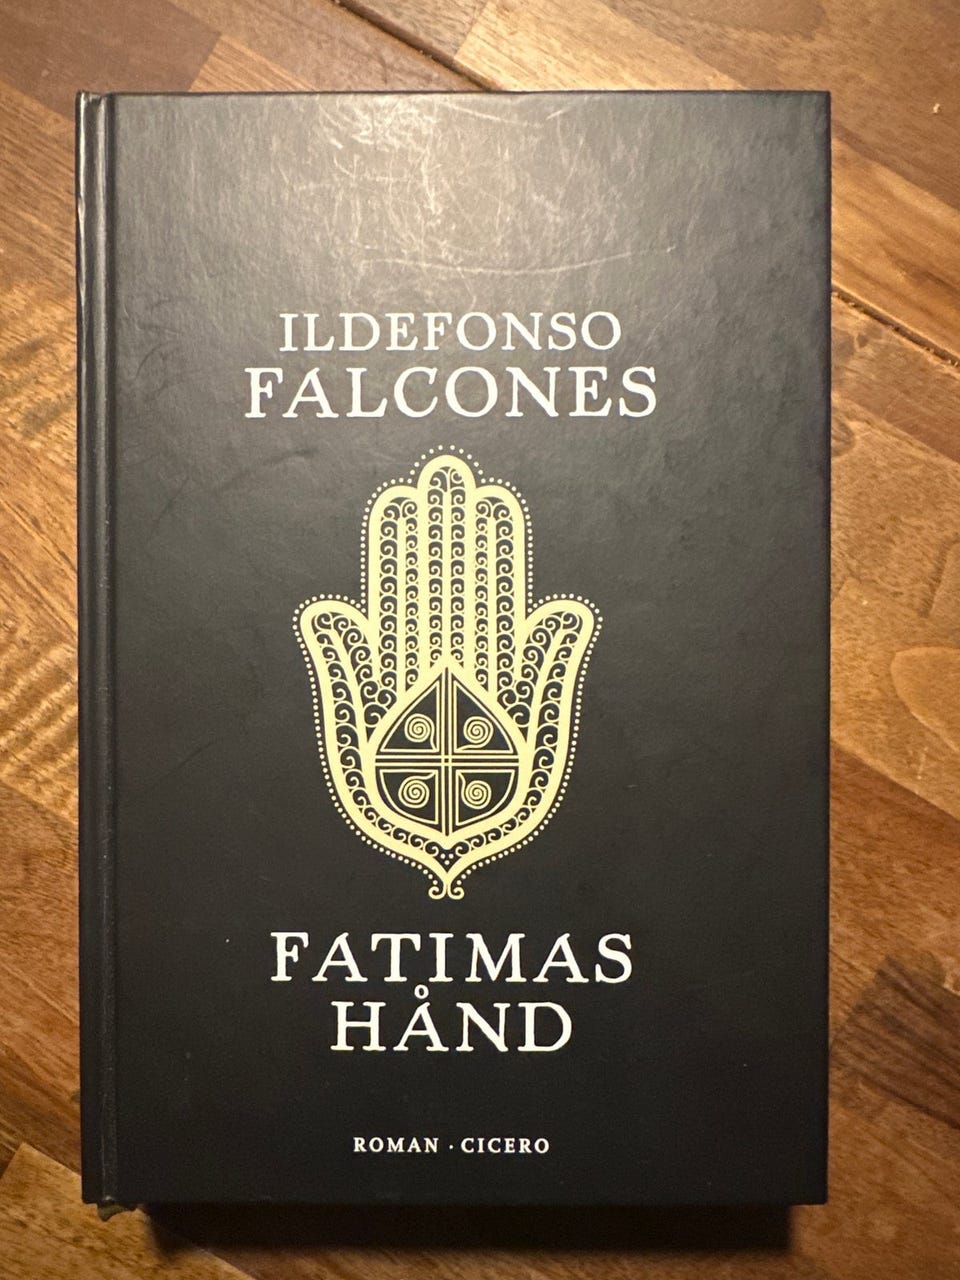 ILDEFONSO
FALCONES
FATIMAS
HÅND
ROMAN · CICERO